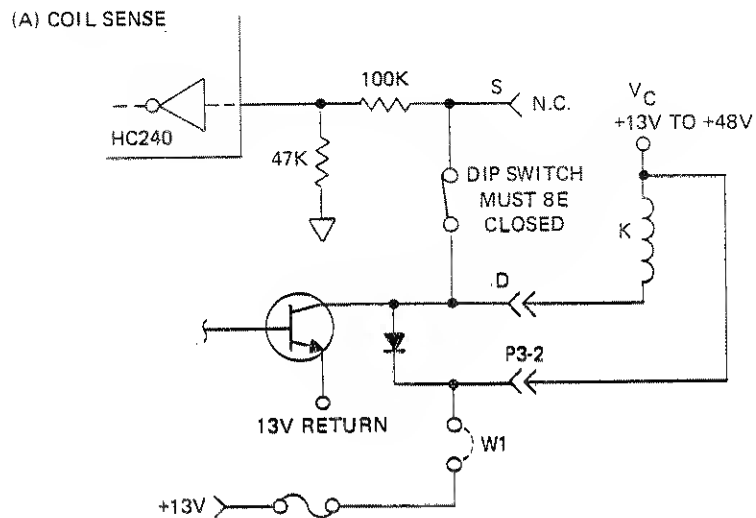 (A) COIL SENSE
100K
S
N.C.
VC
+13V TO +48V
HC240
47K
DIP SWITCH
MUST 8E
CLOSED
K
D
P3-2
13V RETURN
W1
+13V